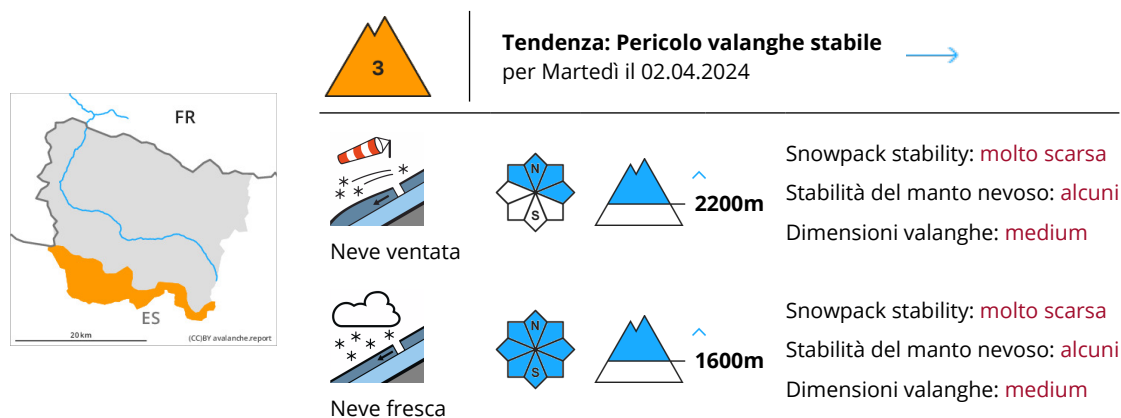 3
Tendenza: Pericolo valanghe stabile
per Martedì il 02.04.2024
FR
ES
20 km
(CC)BY avalanche.report
N
S
2200m
Snowpack stability: molto scarsa
Stabilità del manto nevoso: alcuni
Dimensioni valanghe: medium
Neve ventata
N
S
1600m
Snowpack stability: molto scarsa
Stabilità del manto nevoso: alcuni
Dimensioni valanghe: medium
Neve fresca